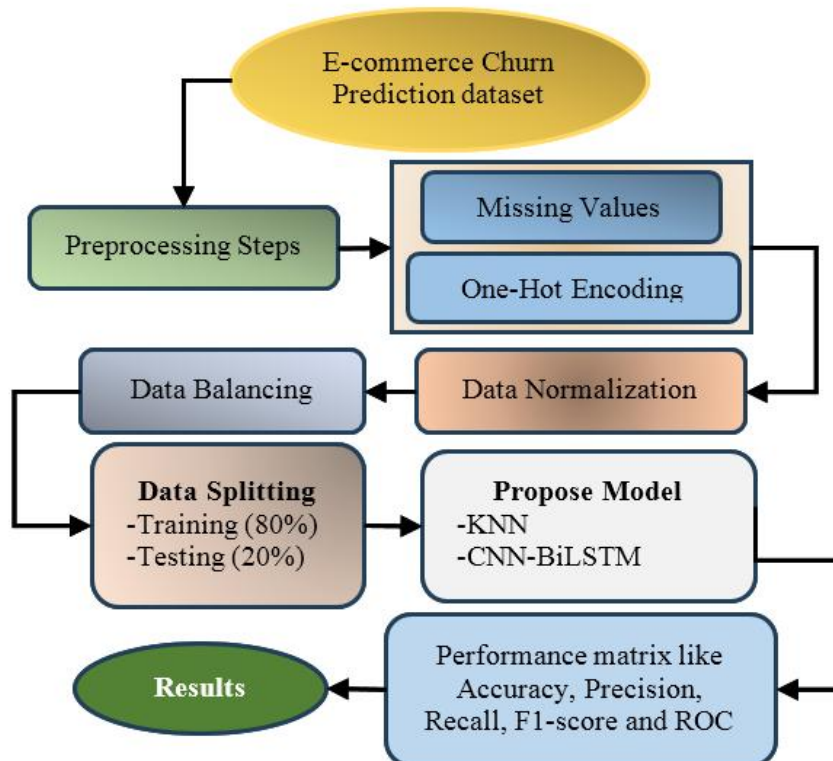 E-commerce Churn
Prediction dataset
Preprocessing Steps
Missing Values
One-Hot Encoding
Data Normalization
Data Balancing
Data Splitting
-Training (80%)
-Testing (20%)
Propose Model
-KNN
-CNN-BiLSTM
Performance matrix like
Accuracy, Precision,
Recall, F1-score and ROC
Results